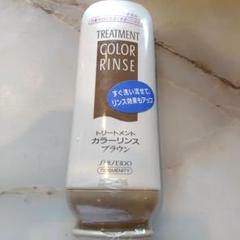 TREATMENT
COLOR
RINSE
すぐ洗い流せて、
リンス効果もアップ
トリートメント
カラーリンス
ブラウン
SHISEIDO